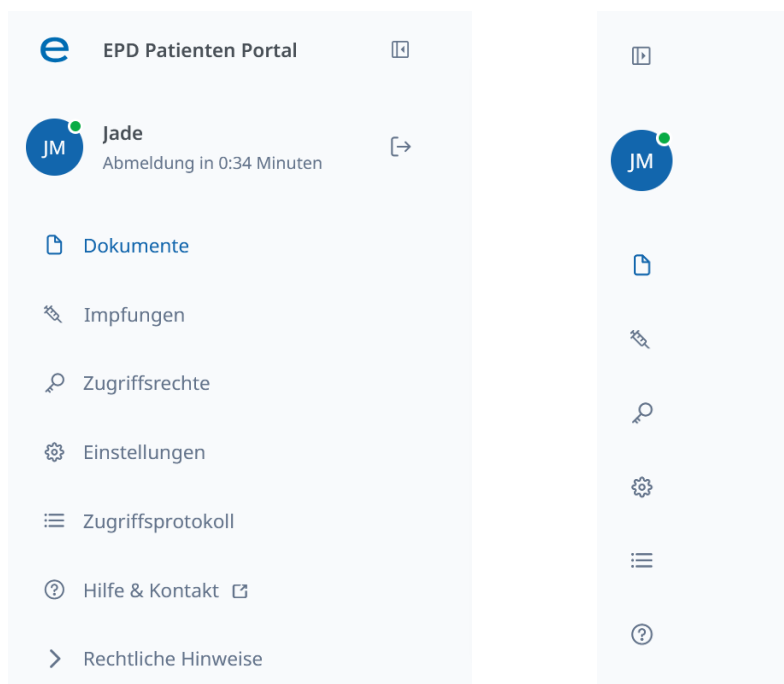 e EPD Patienten Portal
JM
Jade
Abmeldung in 0:34 Minuten
Dokumente
Impfungen
Zugriffsrechte
Einstellungen
Zugriffsprotokoll
Hilfe & Kontakt
Rechtliche Hinweise
JM